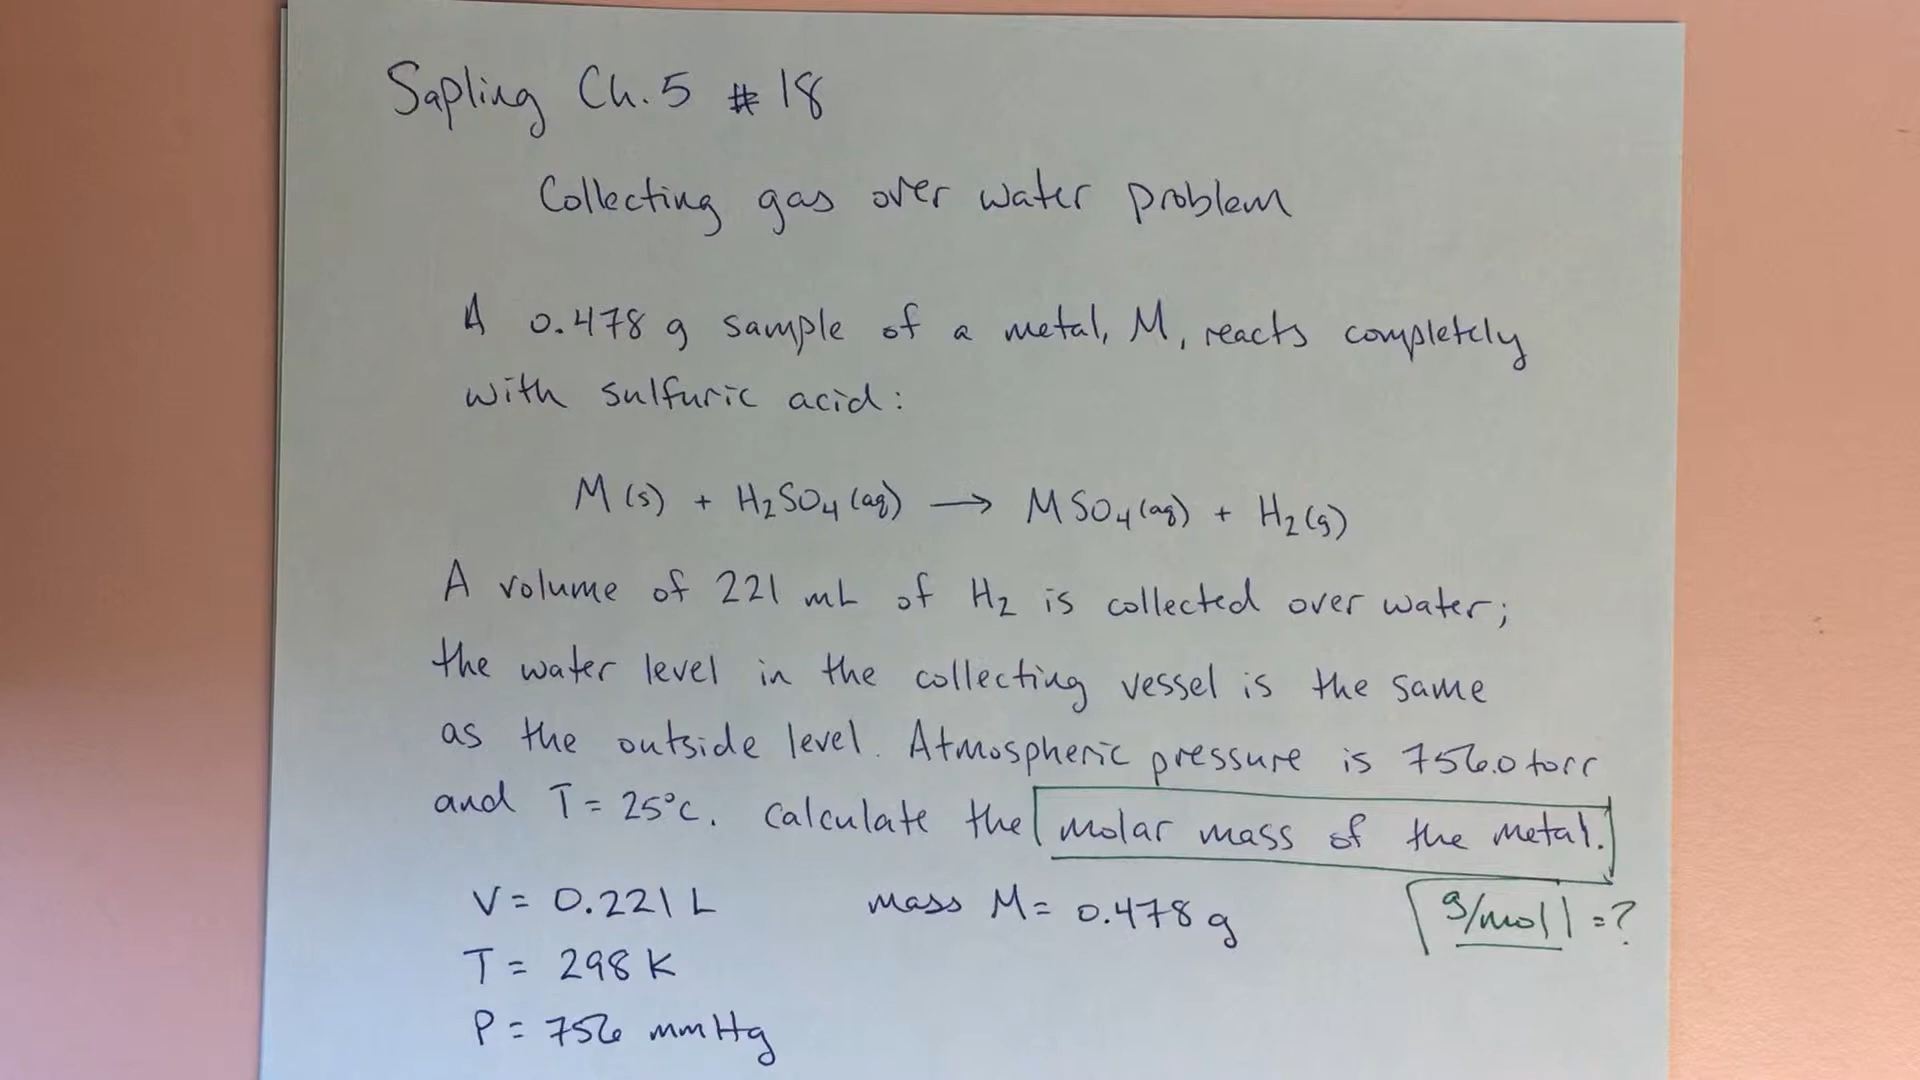 Sapling Ch. 5 # 18
Collecting gas over water problem
A 0.478 g sample of a metal, M, reacts completely
with sulfuric acid:
M(s) + H₂SO₄(aq) → MSO₄(aq) + H₂(g)
A volume of 221 mL of H₂ is collected over water;
the water level in the collecting vessel is the same
as the outside level. Atmospheric pressure is 756.0 torr
and T = 25°C. Calculate the molar mass of the metal.
V = 0.221 L mass M = 0.478 g g/mol = ?
T = 298 K
P = 756 mmHg